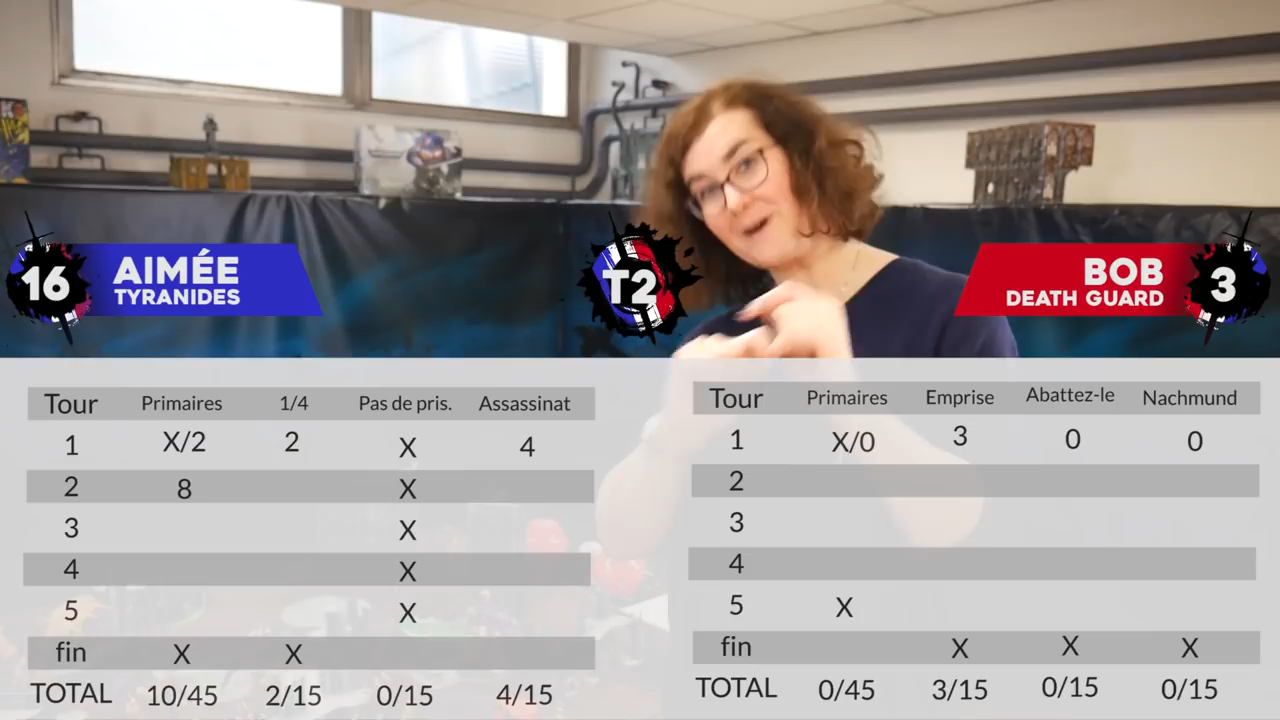 16
AIMÉE
TYRANIDES
T2
BOB
DEATH GUARD
3
Tour Primaires 1/4 Pas de pris. Assassinat
1 X/2 2 X 4
2 8 X
3 X
4 X
5 X
fin X X
TOTAL 10/45 2/15 0/15 4/15
Tour Primaires Emprise Abattez-le Nachmund
1 X/0 3 0 0
2
3
4
5 X
fin X X X
TOTAL 0/45 3/15 0/15 0/15